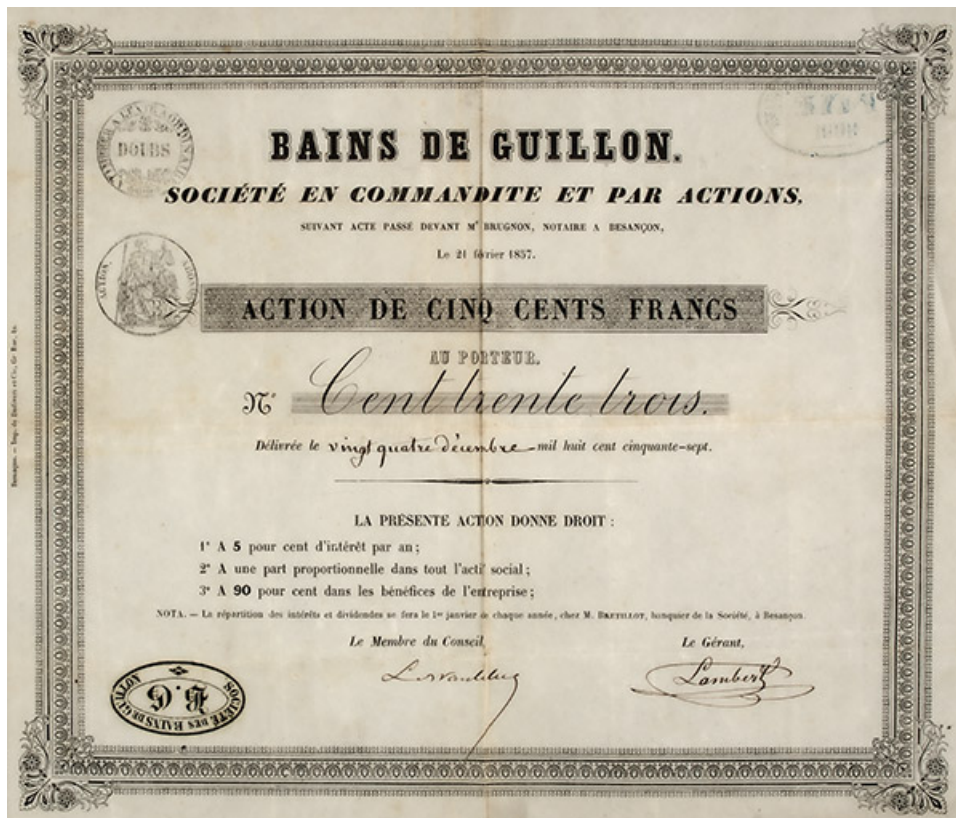 BAINS DE GUILLON.
SOCIÉTÉ EN COMMANDITE ET PAR ACTIONS,
SUIVANT ACTE PASSÉ DEVANT Mᵉ BRUGNON, NOTAIRE A BESANÇON,
Le 21 février 1857.
ACTION DE CINQ CENTS FRANCS
AU PORTEUR.
N° Cent trente trois.
Délivrée le vingt quatre décembre mil huit cent cinquante-sept.
LA PRÉSENTE ACTION DONNE DROIT :
1° A 5 pour cent d'intérêt par an ;
2° A une part proportionnelle dans tout l'actif social ;
3° A 90 pour cent dans les bénéfices de l'entreprise ;
NOTA. — La répartition des intérêts et dividendes se fera le 1er janvier de chaque année, chez M. BRETILLOT, banquier de la Société, à Besançon.
Le Membre du Conseil,
Le Gérant,
Lambert
DOUBS
ACTION
SOCIÉTÉ DES BAINS DE GUILLON
B.G.